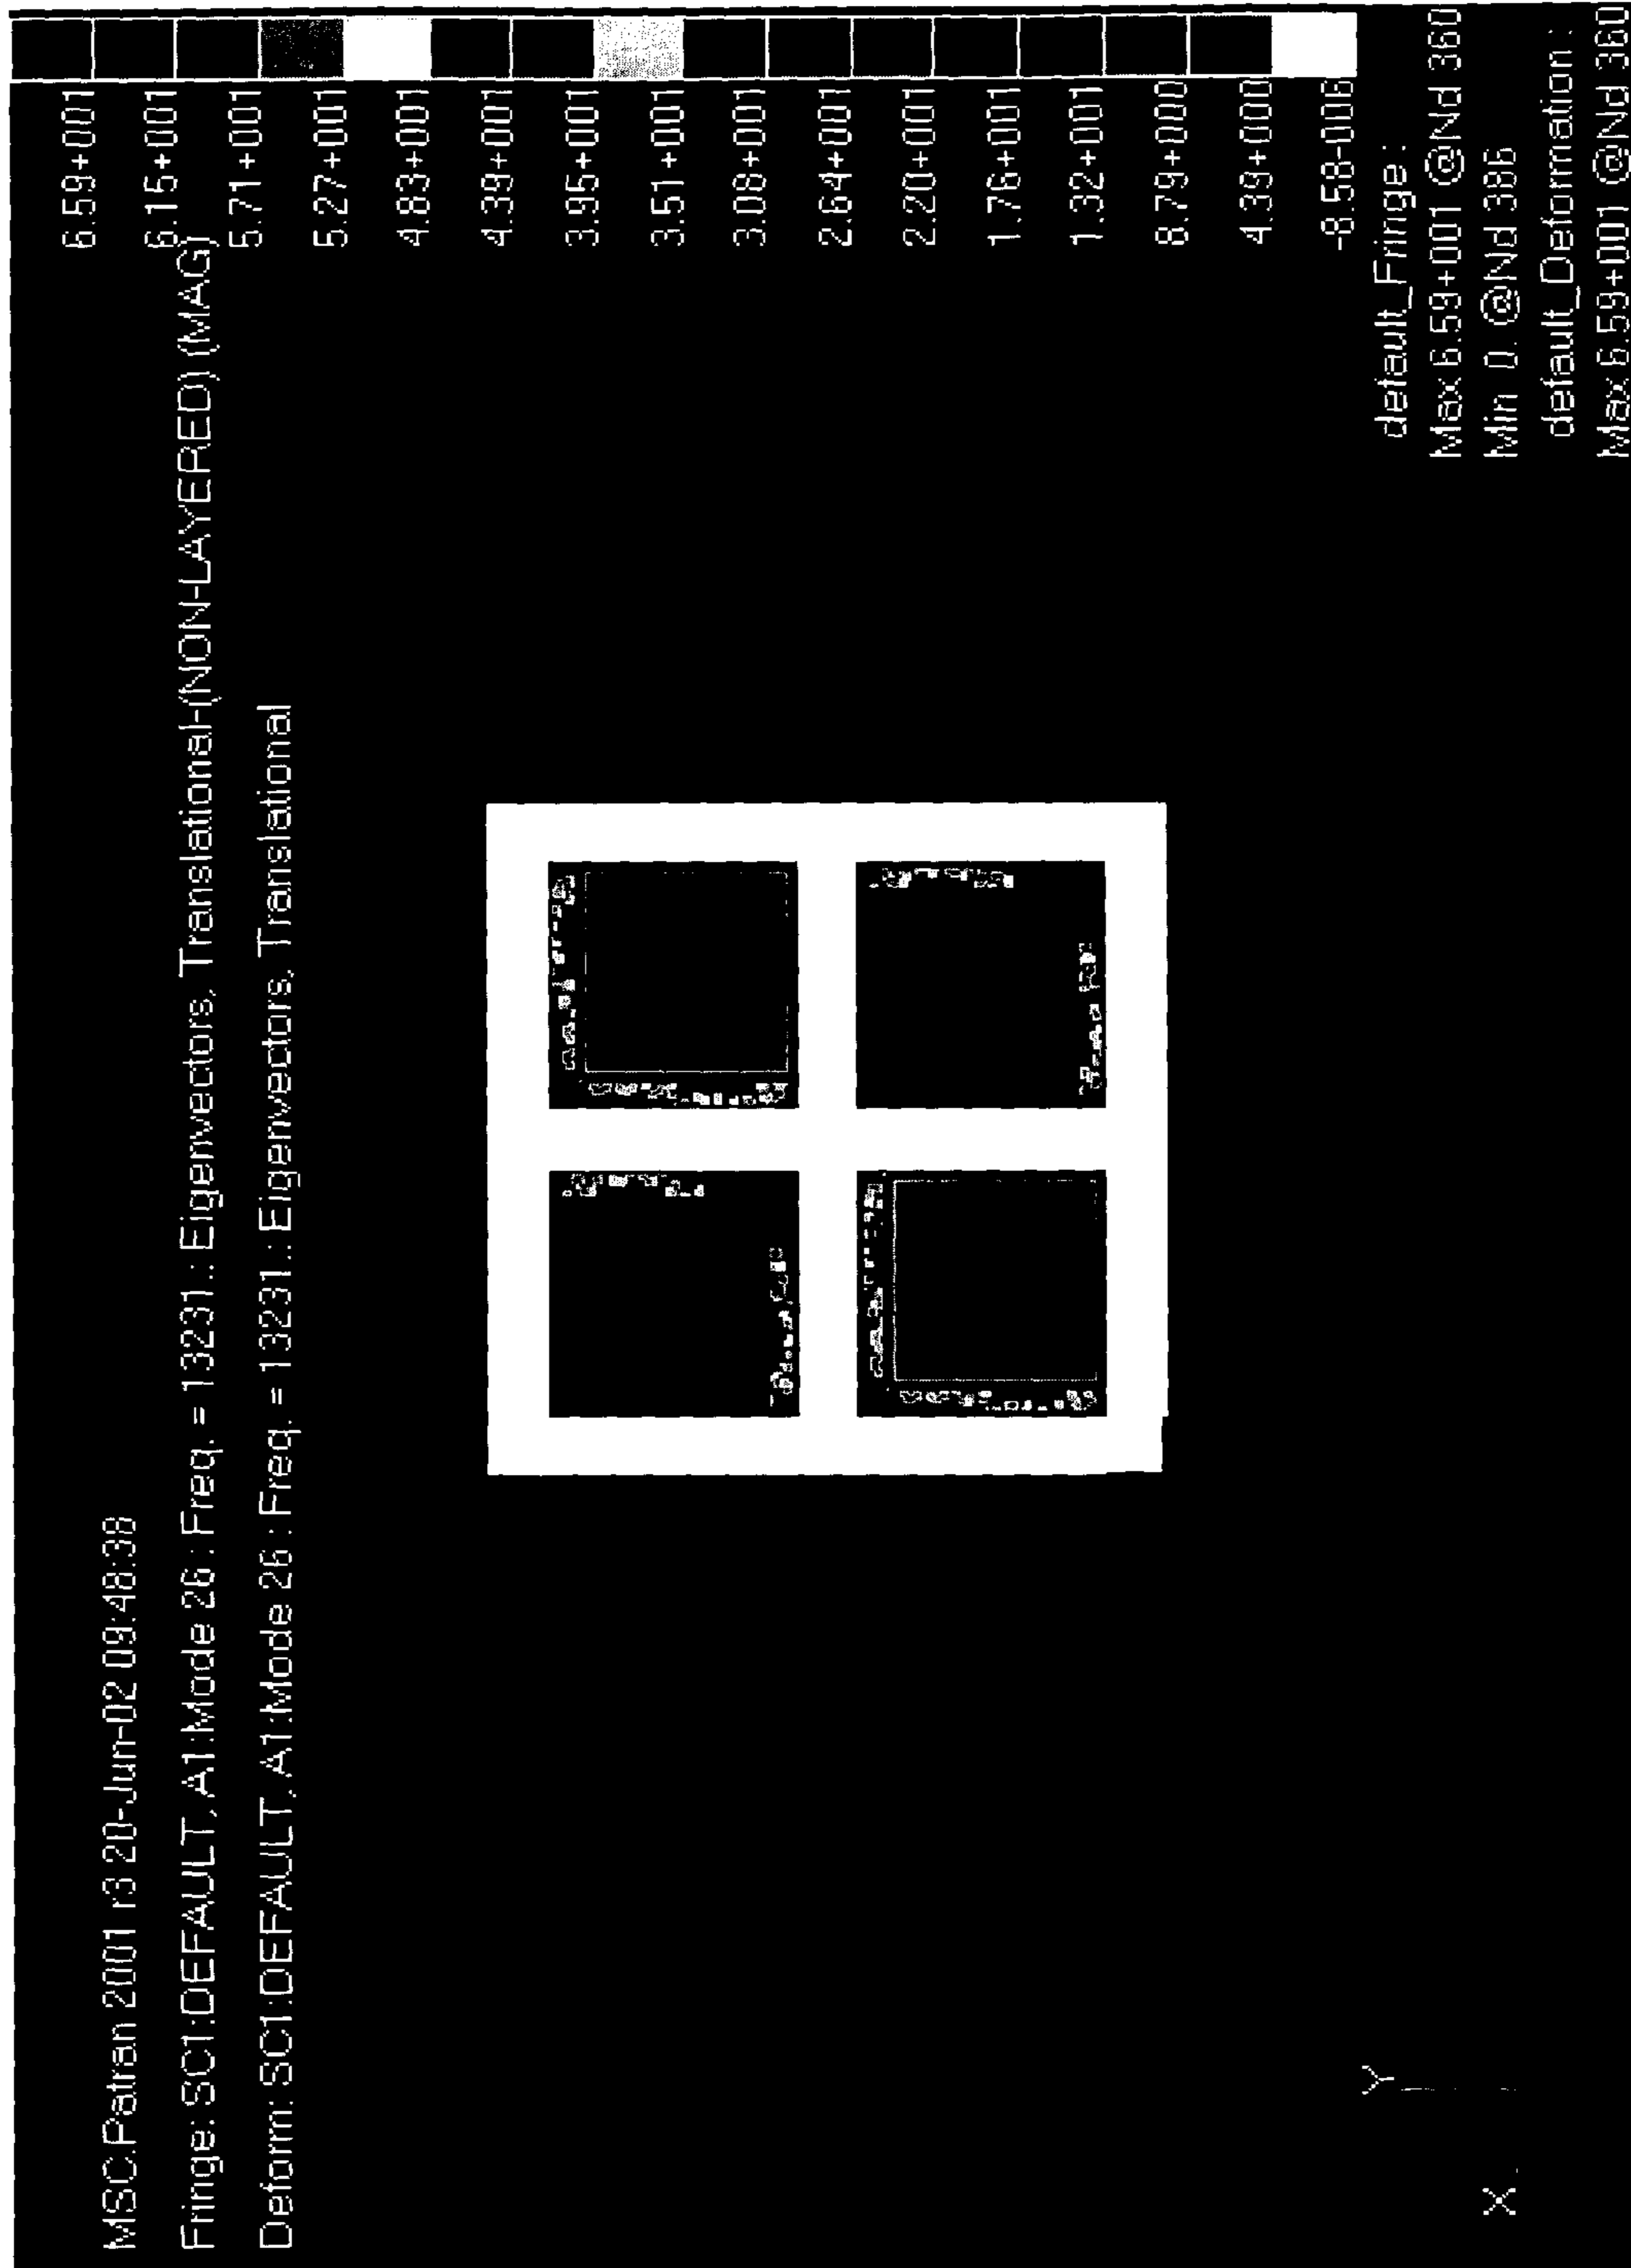 MSC.Patran 2001 r3 20-Jun-02 09:48:38
Fringe: SC1:DEFAULT, A1:Mode 26 : Freq. = 13231.: Eigenvectors, Translational-(NON-LAYERED) (MAG)
Deform: SC1:DEFAULT, A1:Mode 26 : Freq. = 13231.: Eigenvectors, Translational
6.59+001
6.15+001
5.71+001
5.27+001
4.83+001
4.39+001
3.95+001
3.51+001
3.08+001
2.64+001
2.20+001
1.76+001
1.32+001
8.79+000
4.39+000
-8.58-006
default_Fringe :
Max 6.59+001 @Nd 360
Min 0. @Nd 386
default_Deformation :
Max 6.59+001 @Nd 360
Y
X